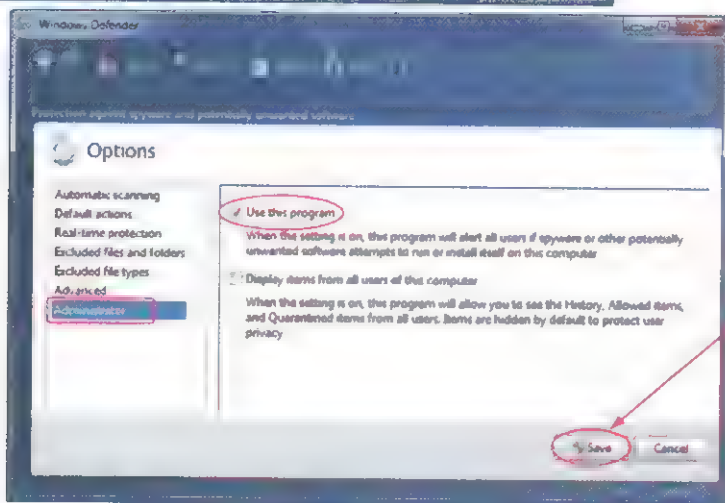 Windows Defender
Protection against spyware and potentially unwanted software
Options
Automatic scanning
Default actions
Real-time protection
Excluded files and folders
Excluded file types
Advanced
Administrator
Use this program
When the setting is on, this program will alert all users if spyware or other potentially
unwanted software attempts to run or install itself on this computer
Display items from all users of this computer
When the setting is on, this program will allow you to see the History, Allowed items,
and Quarantined items from all users. Items are hidden by default to protect user
privacy
Save
Cancel